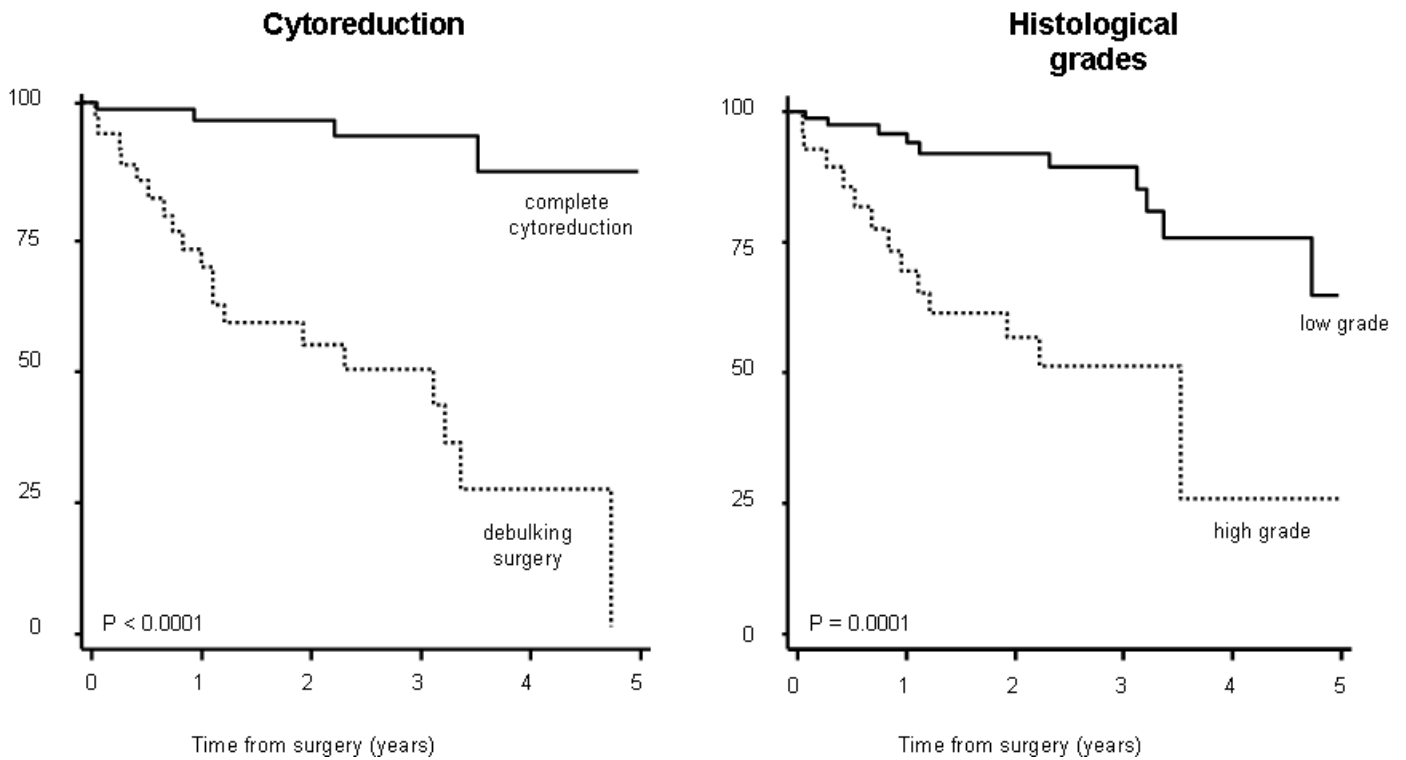 Cytoreduction
100
75
50
25
0
complete
cytoreduction
debulking
surgery
P < 0.0001
0 1 2 3 4 5
Time from surgery (years)
Histological
grades
100
75
50
25
0
low grade
high grade
P = 0.0001
0 1 2 3 4 5
Time from surgery (years)